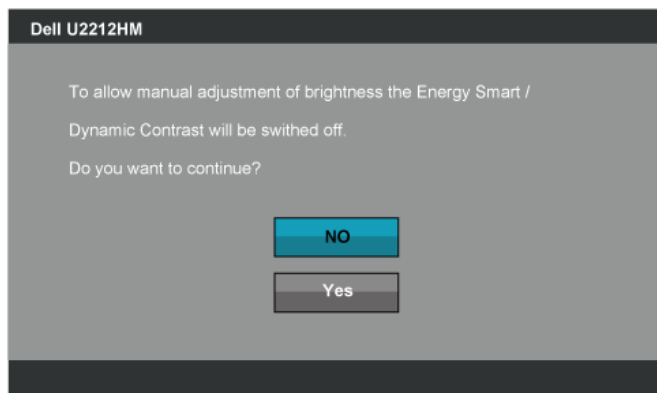 Dell U2212HM
To allow manual adjustment of brightness the Energy Smart /
Dynamic Contrast will be swithed off.
Do you want to continue?
NO
Yes